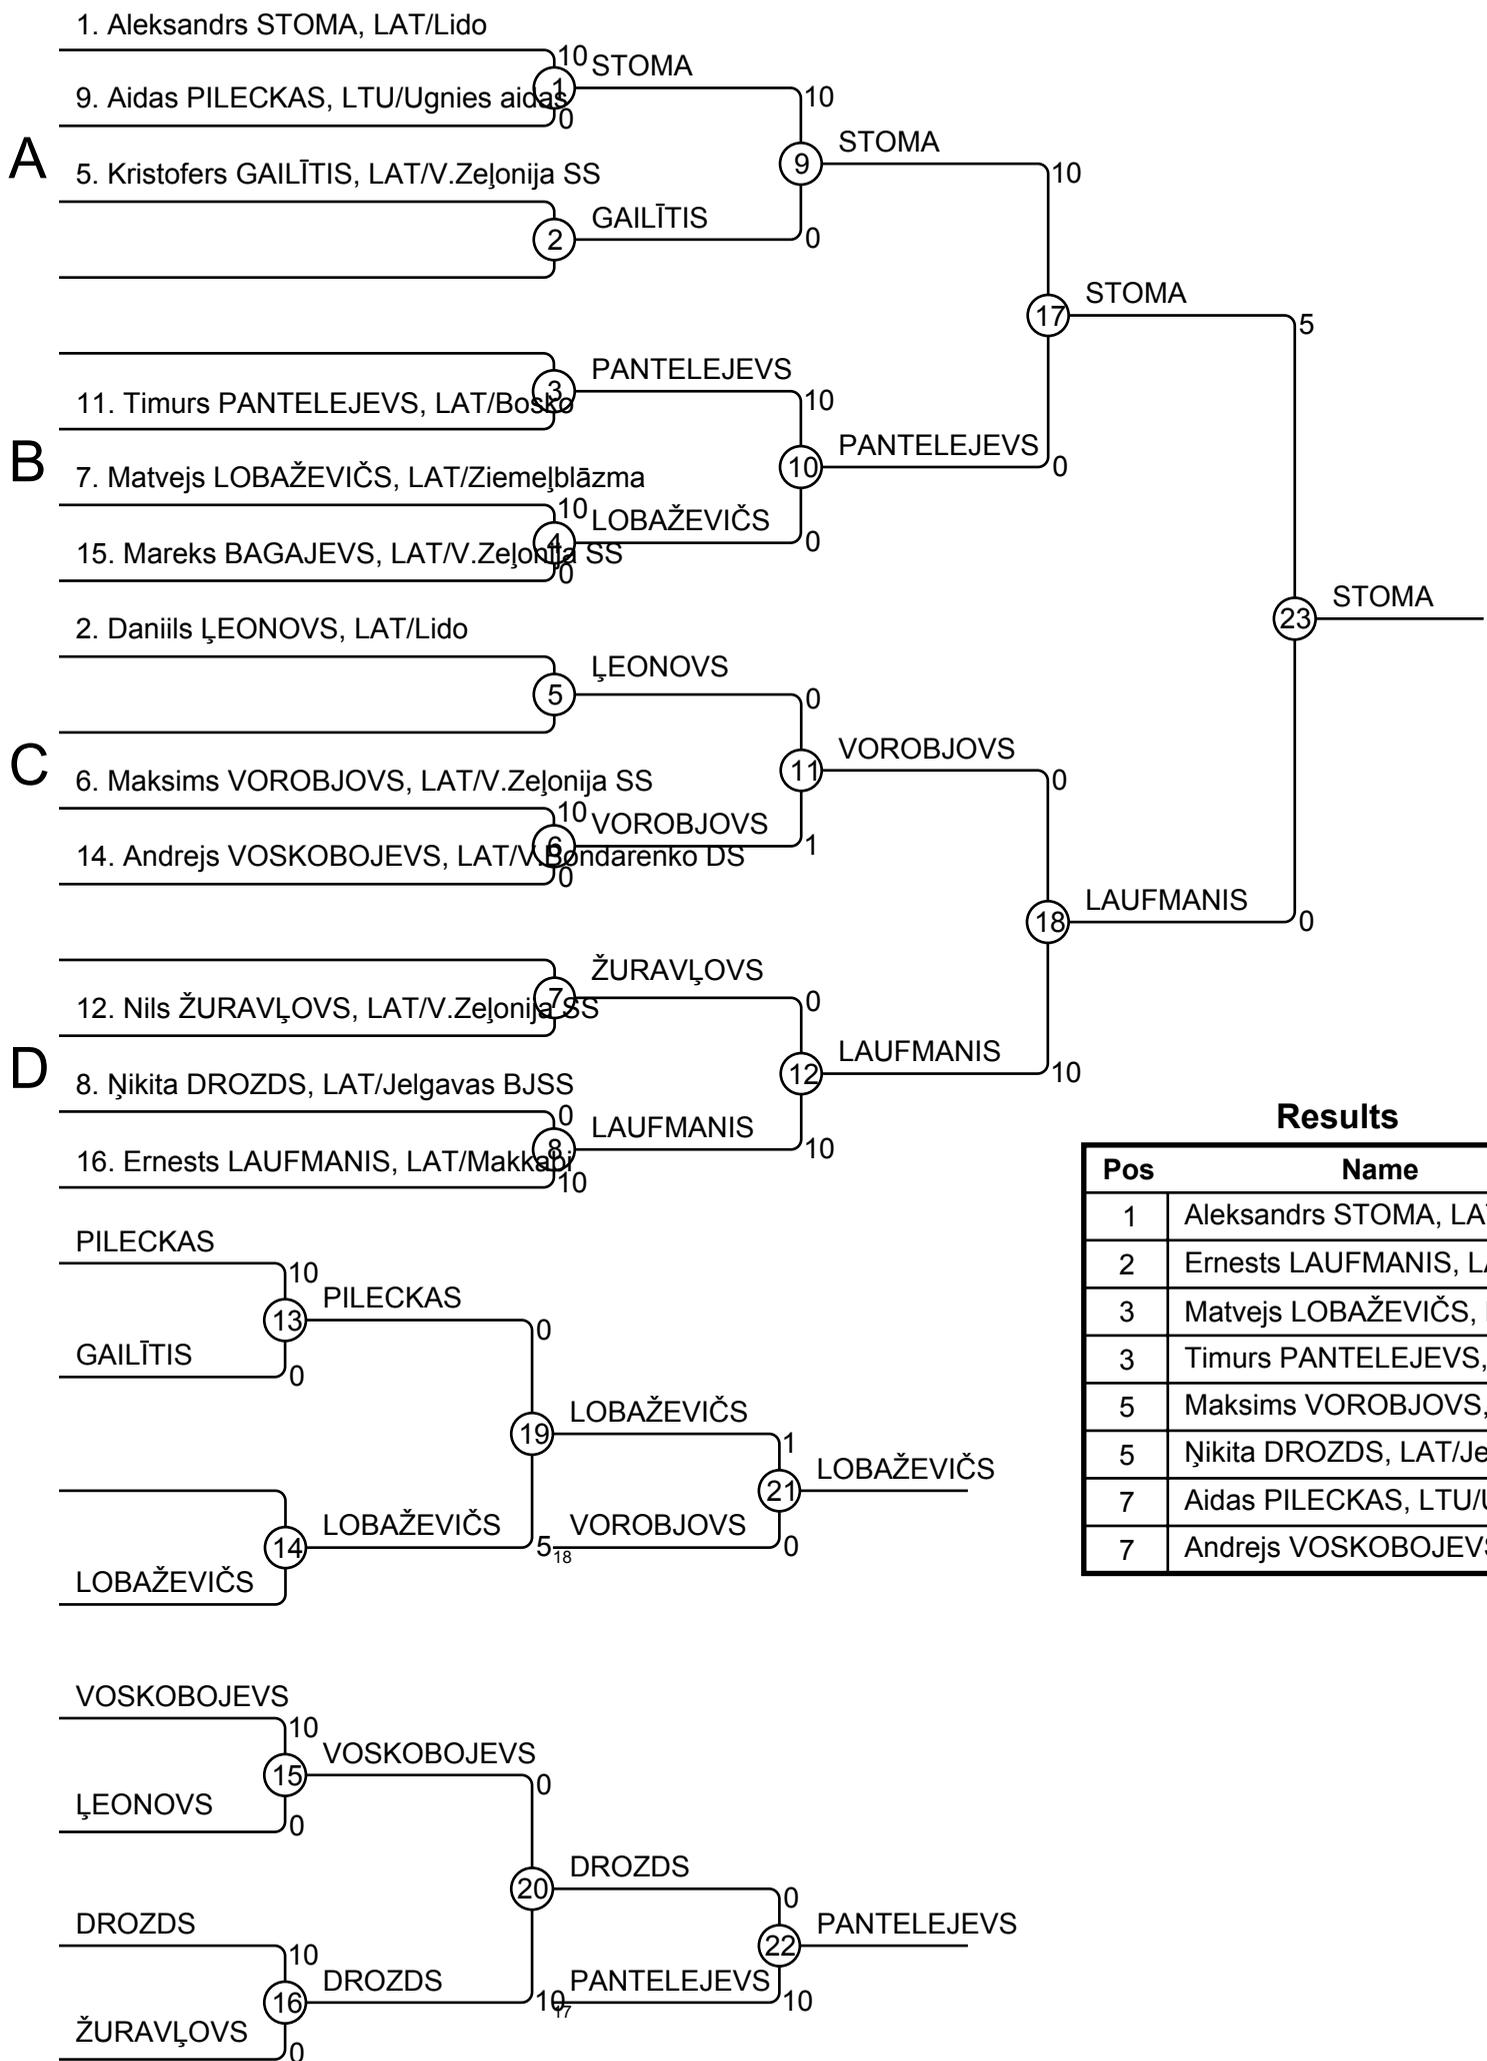 1. Aleksandrs STOMA, LAT/Lido
10
STOMA
1
9. Aidas PILECKAS, LTU/Ugnies aidas
0
10
A
9
STOMA
5. Kristofers GAILĪTIS, LAT/V.Zeļonija SS
10
GAILĪTIS
2
0
17
STOMA
5
3
PANTELEJEVS
11. Timurs PANTELEJEVS, LAT/Bosko
10
B
10
PANTELEJEVS
0
7. Matvejs LOBAŽEVIČS, LAT/Ziemeļblāzma
10
LOBAŽEVIČS
4
0
15. Mareks BAGAJEVS, LAT/V.Zeļonija SS
0
23
STOMA
2. Daniils ĻEONOVS, LAT/Lido
ĻEONOVS
5
0
C
11
VOROBJOVS
0
6. Maksims VOROBJOVS, LAT/V.Zeļonija SS
10
VOROBJOVS
6
1
14. Andrejs VOSKOBOJEVS, LAT/V.Bondarenko DS
0
18
LAUFMANIS
0
ŽURAVĻOVS
7
0
12. Nils ŽURAVĻOVS, LAT/V.Zeļonija SS
D
12
LAUFMANIS
10
8. Ņikita DROZDS, LAT/Jelgavas BJSS
0
LAUFMANIS
8
10
16. Ernests LAUFMANIS, LAT/Makkabi
10
PILECKAS
10
13
PILECKAS
0
GAILĪTIS
0
19
LOBAŽEVIČS
1
21
LOBAŽEVIČS
14
LOBAŽEVIČS
5
18
VOROBJOVS
0
LOBAŽEVIČS
VOSKOBOJEVS
10
15
VOSKOBOJEVS
0
ĻEONOVS
0
20
DROZDS
0
22
PANTELEJEVS
DROZDS
10
16
DROZDS
10
17
PANTELEJEVS
10
ŽURAVĻOVS
0
Results
Pos Name
1 Aleksandrs STOMA, LA
2 Ernests LAUFMANIS, L
3 Matvejs LOBAŽEVIČS,
3 Timurs PANTELEJEVS,
5 Maksims VOROBJOVS,
5 Ņikita DROZDS, LAT/Je
7 Aidas PILECKAS, LTU/
7 Andrejs VOSKOBOJEVS